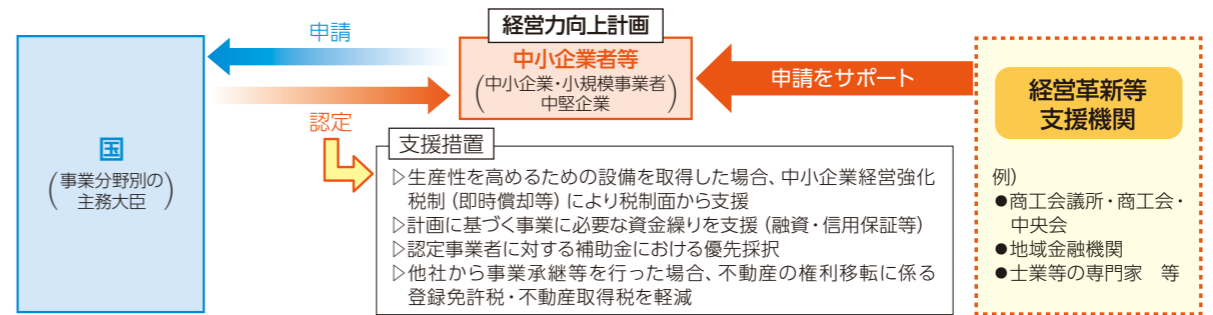 経営力向上計画
申請
中小企業者等
(中小企業・小規模事業者
中堅企業)
申請をサポート
経営革新等
支援機関
認定
国
(事業分野別の
主務大臣)
支援措置
▷生産性を高めるための設備を取得した場合、中小企業経営強化
税制(即時償却等)により税制面から支援
▷計画に基づく事業に必要な資金繰りを支援(融資・信用保証等)
▷認定事業者に対する補助金における優先採択
▷他社から事業承継等を行った場合、不動産の権利移転に係る
登録免許税・不動産取得税を軽減
例)
●商工会議所・商工会・
中央会
●地域金融機関
●士業等の専門家 等